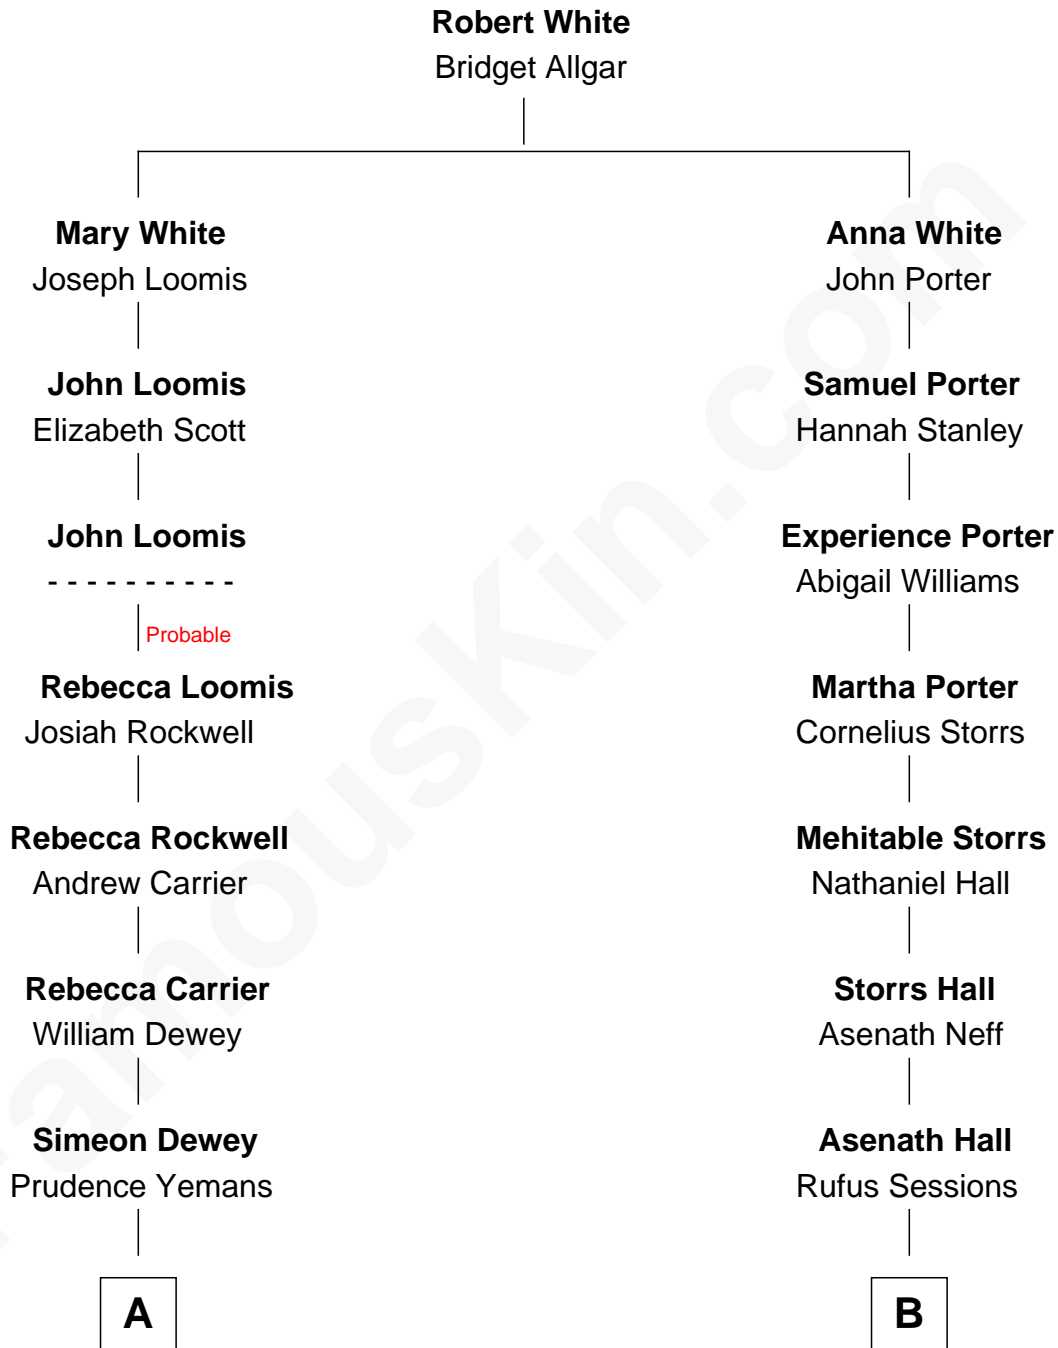 Robert White
Bridget Allgar
Mary White
Joseph Loomis
John Loomis
Elizabeth Scott
John Loomis
- - - - - - - - - -
Probable
Rebecca Loomis
Josiah Rockwell
Rebecca Rockwell
Andrew Carrier
Rebecca Carrier
William Dewey
Simeon Dewey
Prudence Yemans
A
Anna White
John Porter
Samuel Porter
Hannah Stanley
Experience Porter
Abigail Williams
Martha Porter
Cornelius Storrs
Mehitable Storrs
Nathaniel Hall
Storrs Hall
Asenath Neff
Asenath Hall
Rufus Sessions
B
FamousKin.com